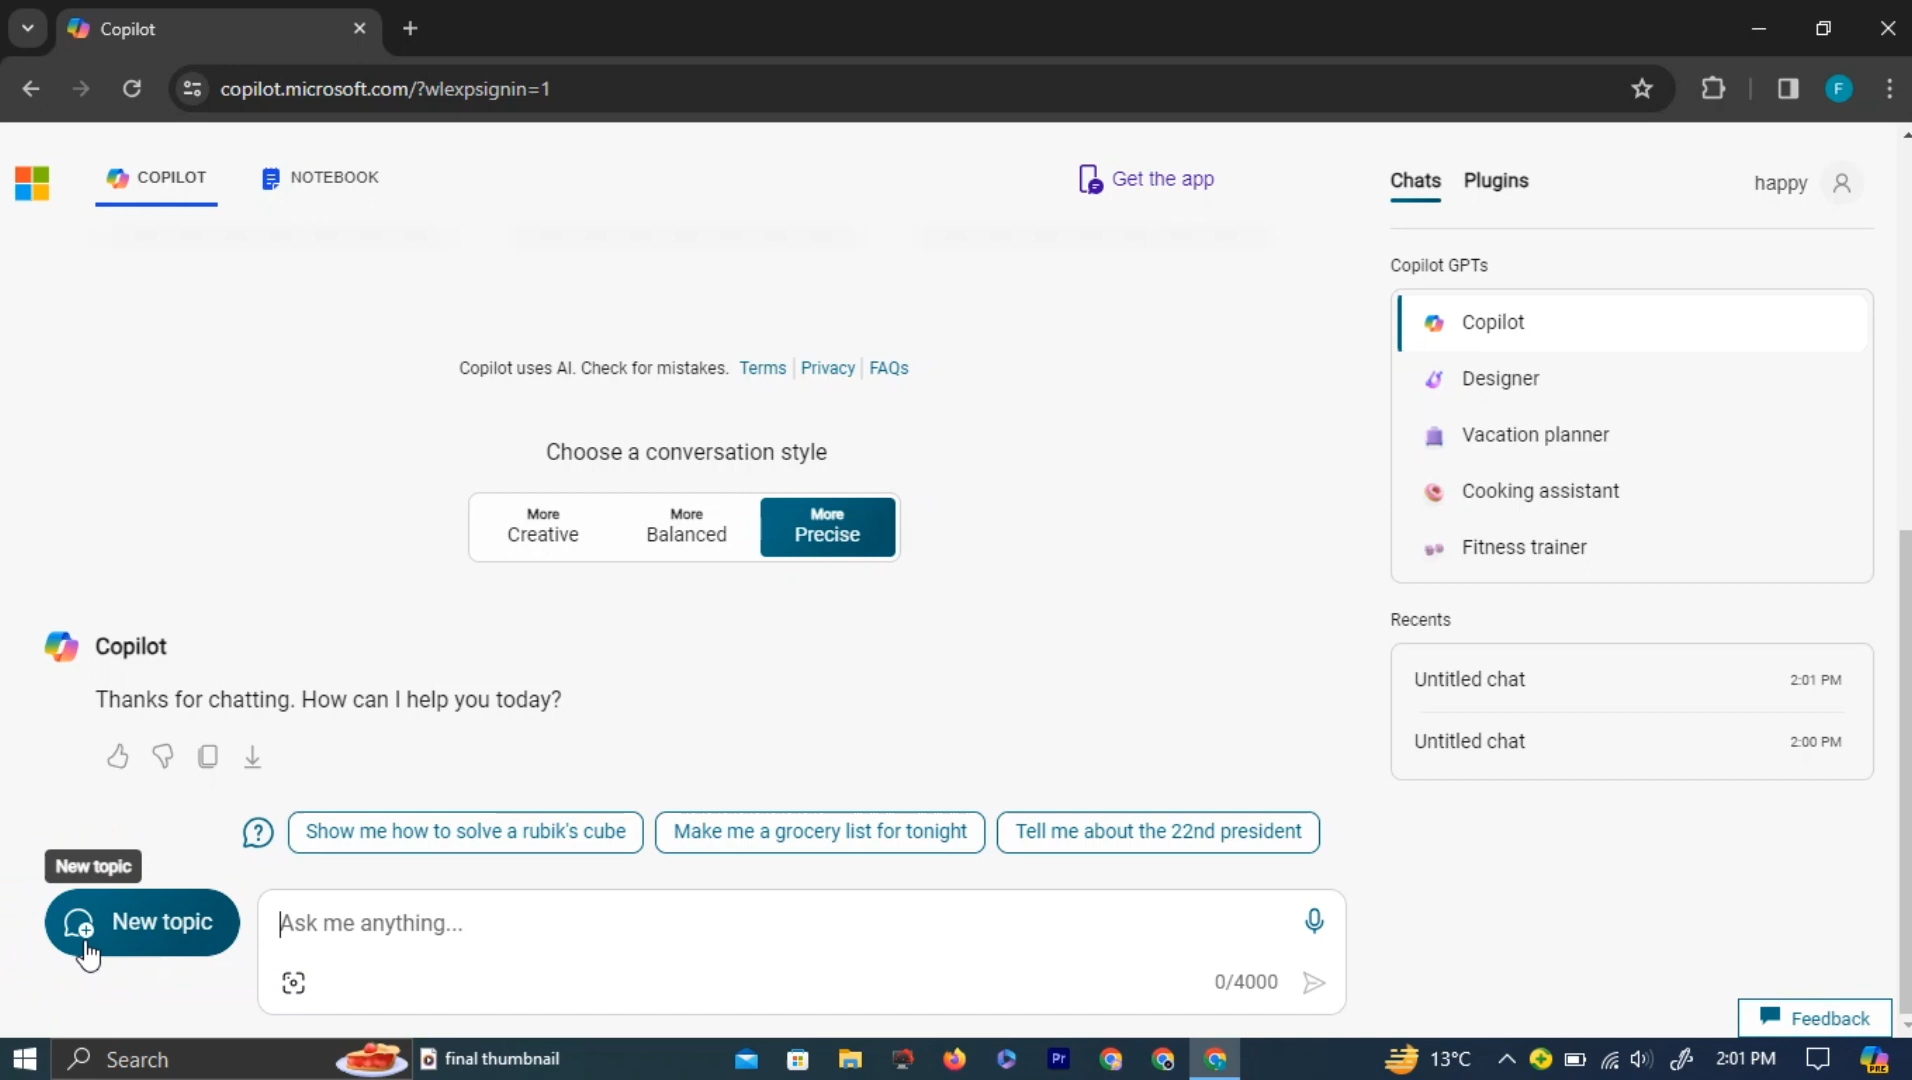 Copilot
copilot.microsoft.com/?wlexpsignin=1
F
COPILOT
NOTEBOOK
Get the app
Chats
Plugins
happy
Copilot GPTs
Copilot
Designer
Vacation planner
Cooking assistant
Fitness trainer
Copilot uses AI. Check for mistakes. Terms Privacy FAQs
Choose a conversation style
More
Creative
More
Balanced
More
Precise
Recents
Untitled chat 2:01 PM
Untitled chat 2:00 PM
Copilot
Thanks for chatting. How can I help you today?
Show me how to solve a rubik's cube
Make me a grocery list for tonight
Tell me about the 22nd president
New topic
New topic
Ask me anything...
0/4000
Feedback
Search
final thumbnail
Pr
13°C
2:01 PM
PRE